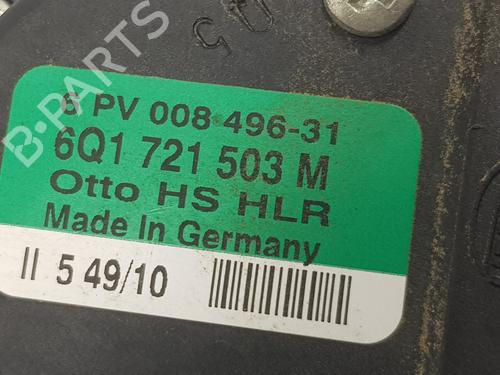 6 PV 008 496-31
6Q1 721 503 M
Otto HS HLR
Made In Germany
II 5 49/10
B-PARTS